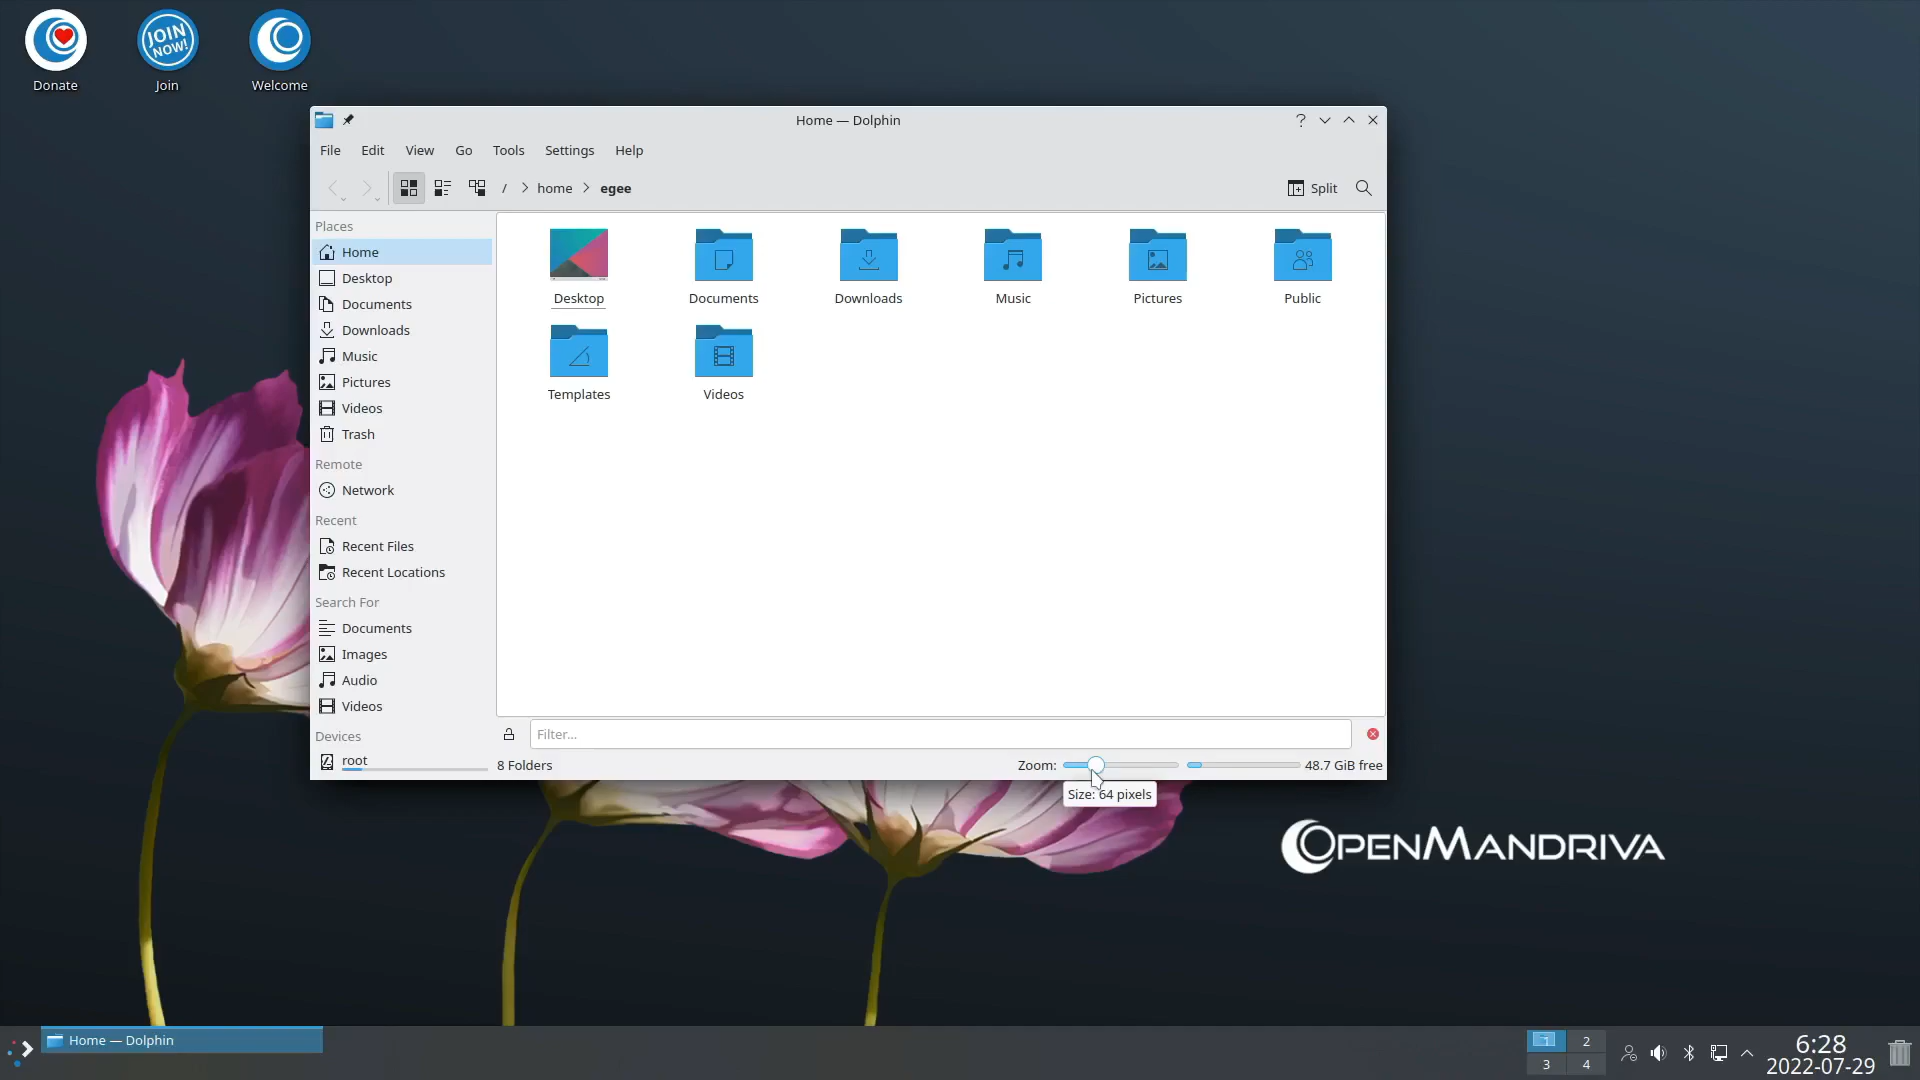 Donate
JOIN NOW!
Join
Welcome
Home — Dolphin
File Edit View Go Tools Settings Help
/ home egee
Split
Places
Home
Desktop
Documents
Downloads
Music
Pictures
Videos
Trash
Remote
Network
Recent
Recent Files
Recent Locations
Search For
Documents
Images
Audio
Videos
Devices
root
Desktop Documents Downloads Music Pictures Public
Templates Videos
Filter...
8 Folders
Zoom:
48.7 GiB free
Size: 64 pixels
OPENMANDRIVA
Home — Dolphin
1 2
3 4
6:28
2022-07-29